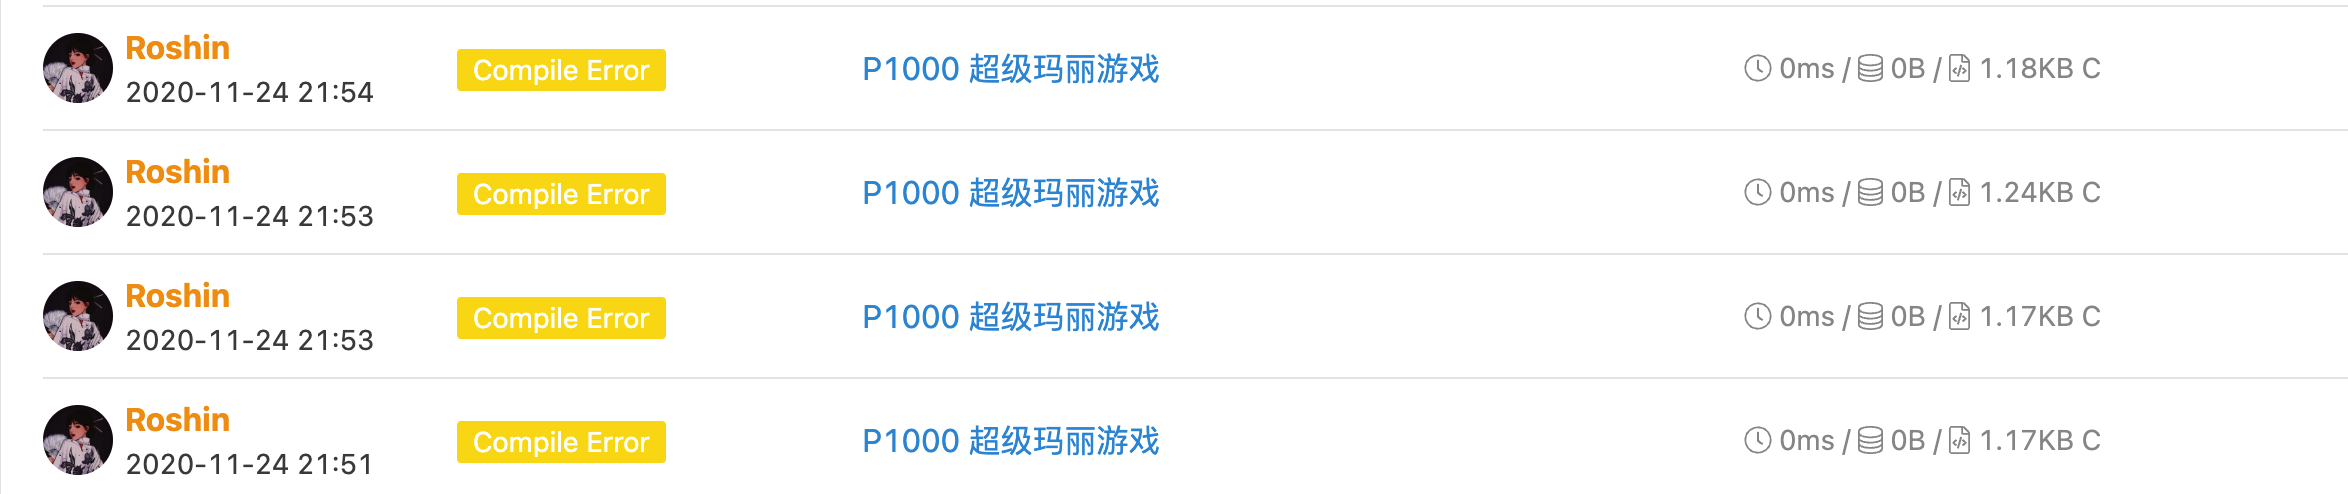 Roshin
2020-11-24 21:54
Compile Error
P1000 超级玛丽游戏
0ms / 0B / 1.18KB C
Roshin
2020-11-24 21:53
Compile Error
P1000 超级玛丽游戏
0ms / 0B / 1.24KB C
Roshin
2020-11-24 21:53
Compile Error
P1000 超级玛丽游戏
0ms / 0B / 1.17KB C
Roshin
2020-11-24 21:51
Compile Error
P1000 超级玛丽游戏
0ms / 0B / 1.17KB C